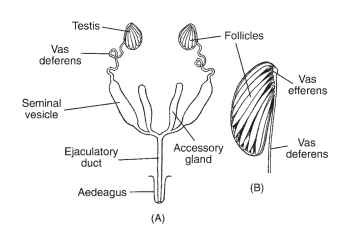 Testis
Vas
deferens
Follicles
Seminal
vesicle
Vas
efferens
Ejaculatory
duct
Accessory
gland
Vas
deferens
Aedeagus
(A)
(B)